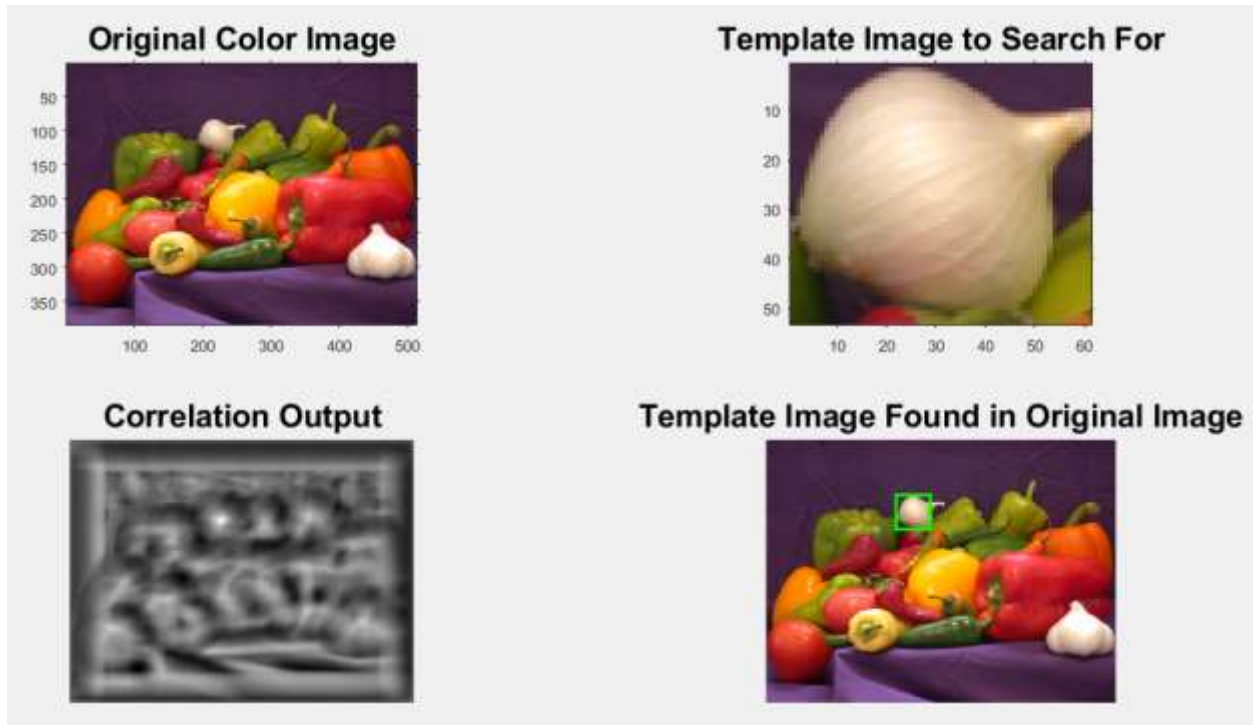 Original Color Image
50
100
150
200
250
300
350
100 200 300 400 500
Template Image to Search For
10
20
30
40
50
10 20 30 40 50 60
Correlation Output
Template Image Found in Original Image